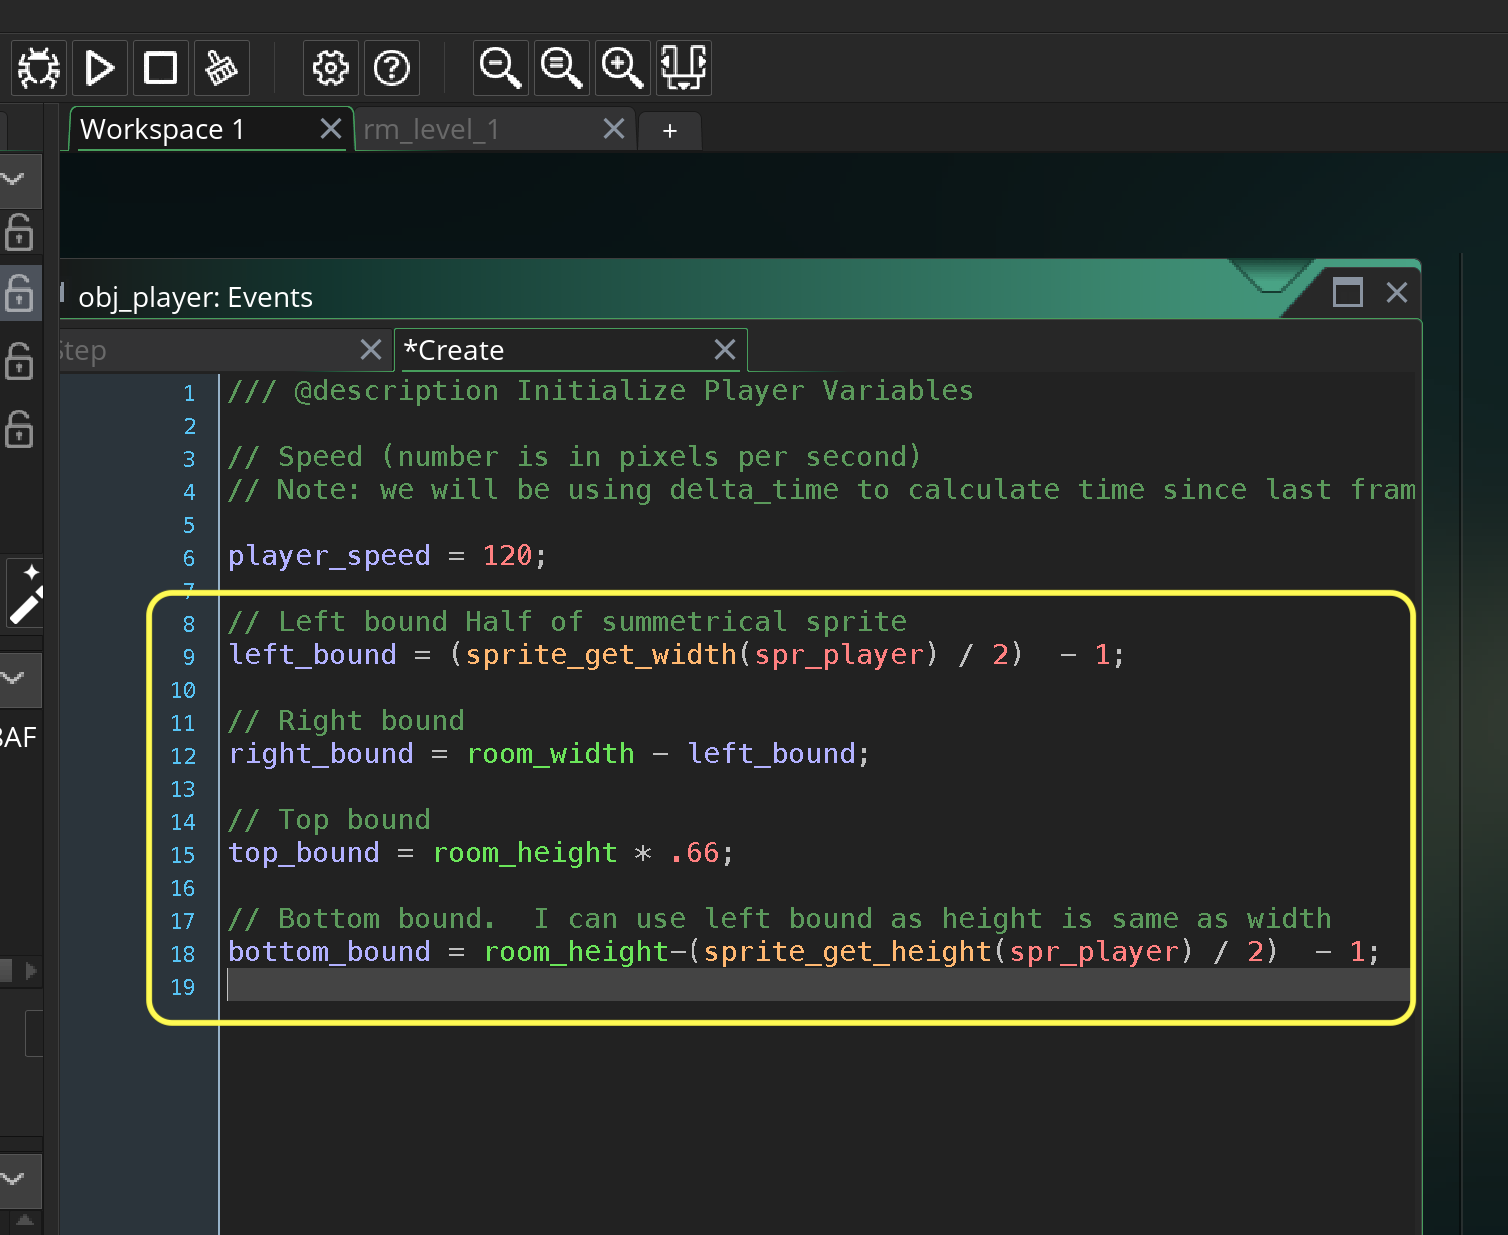 Workspace 1
rm_level_1
+
obj_player: Events
Step
*Create
1 /// @description Initialize Player Variables
2
3 // Speed (number is in pixels per second)
4 // Note: we will be using delta_time to calculate time since last fram
5
6 player_speed = 120;
7
8 // Left bound Half of summetrical sprite
9 left_bound = (sprite_get_width(spr_player) / 2)  - 1;
10
11 // Right bound
12 right_bound = room_width - left_bound;
13
14 // Top bound
15 top_bound = room_height * .66;
16
17 // Bottom bound.  I can use left bound as height is same as width
18 bottom_bound = room_height-(sprite_get_height(spr_player) / 2)  - 1;
19